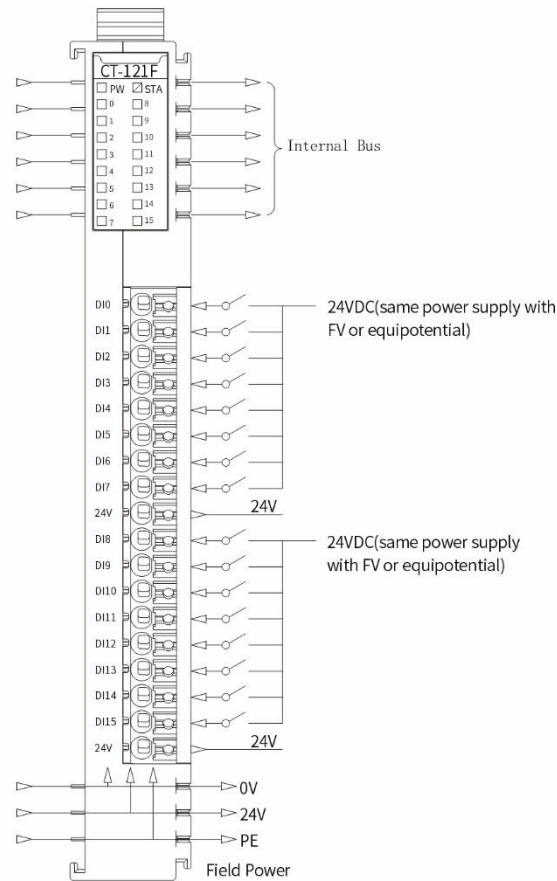 CT-121F
PW STA
0 8
1 9
2 10
3 11
4 12
5 13
6 14
7 15
Internal Bus
DI0
24VDC(same power supply with
FV or equipotential)
DI1
DI2
DI3
DI4
DI5
DI6
DI7
24V 24V
DI8
24VDC(same power supply
with FV or equipotential)
DI9
DI10
DI11
DI12
DI13
DI14
DI15
24V 24V
0V
24V
PE
Field Power